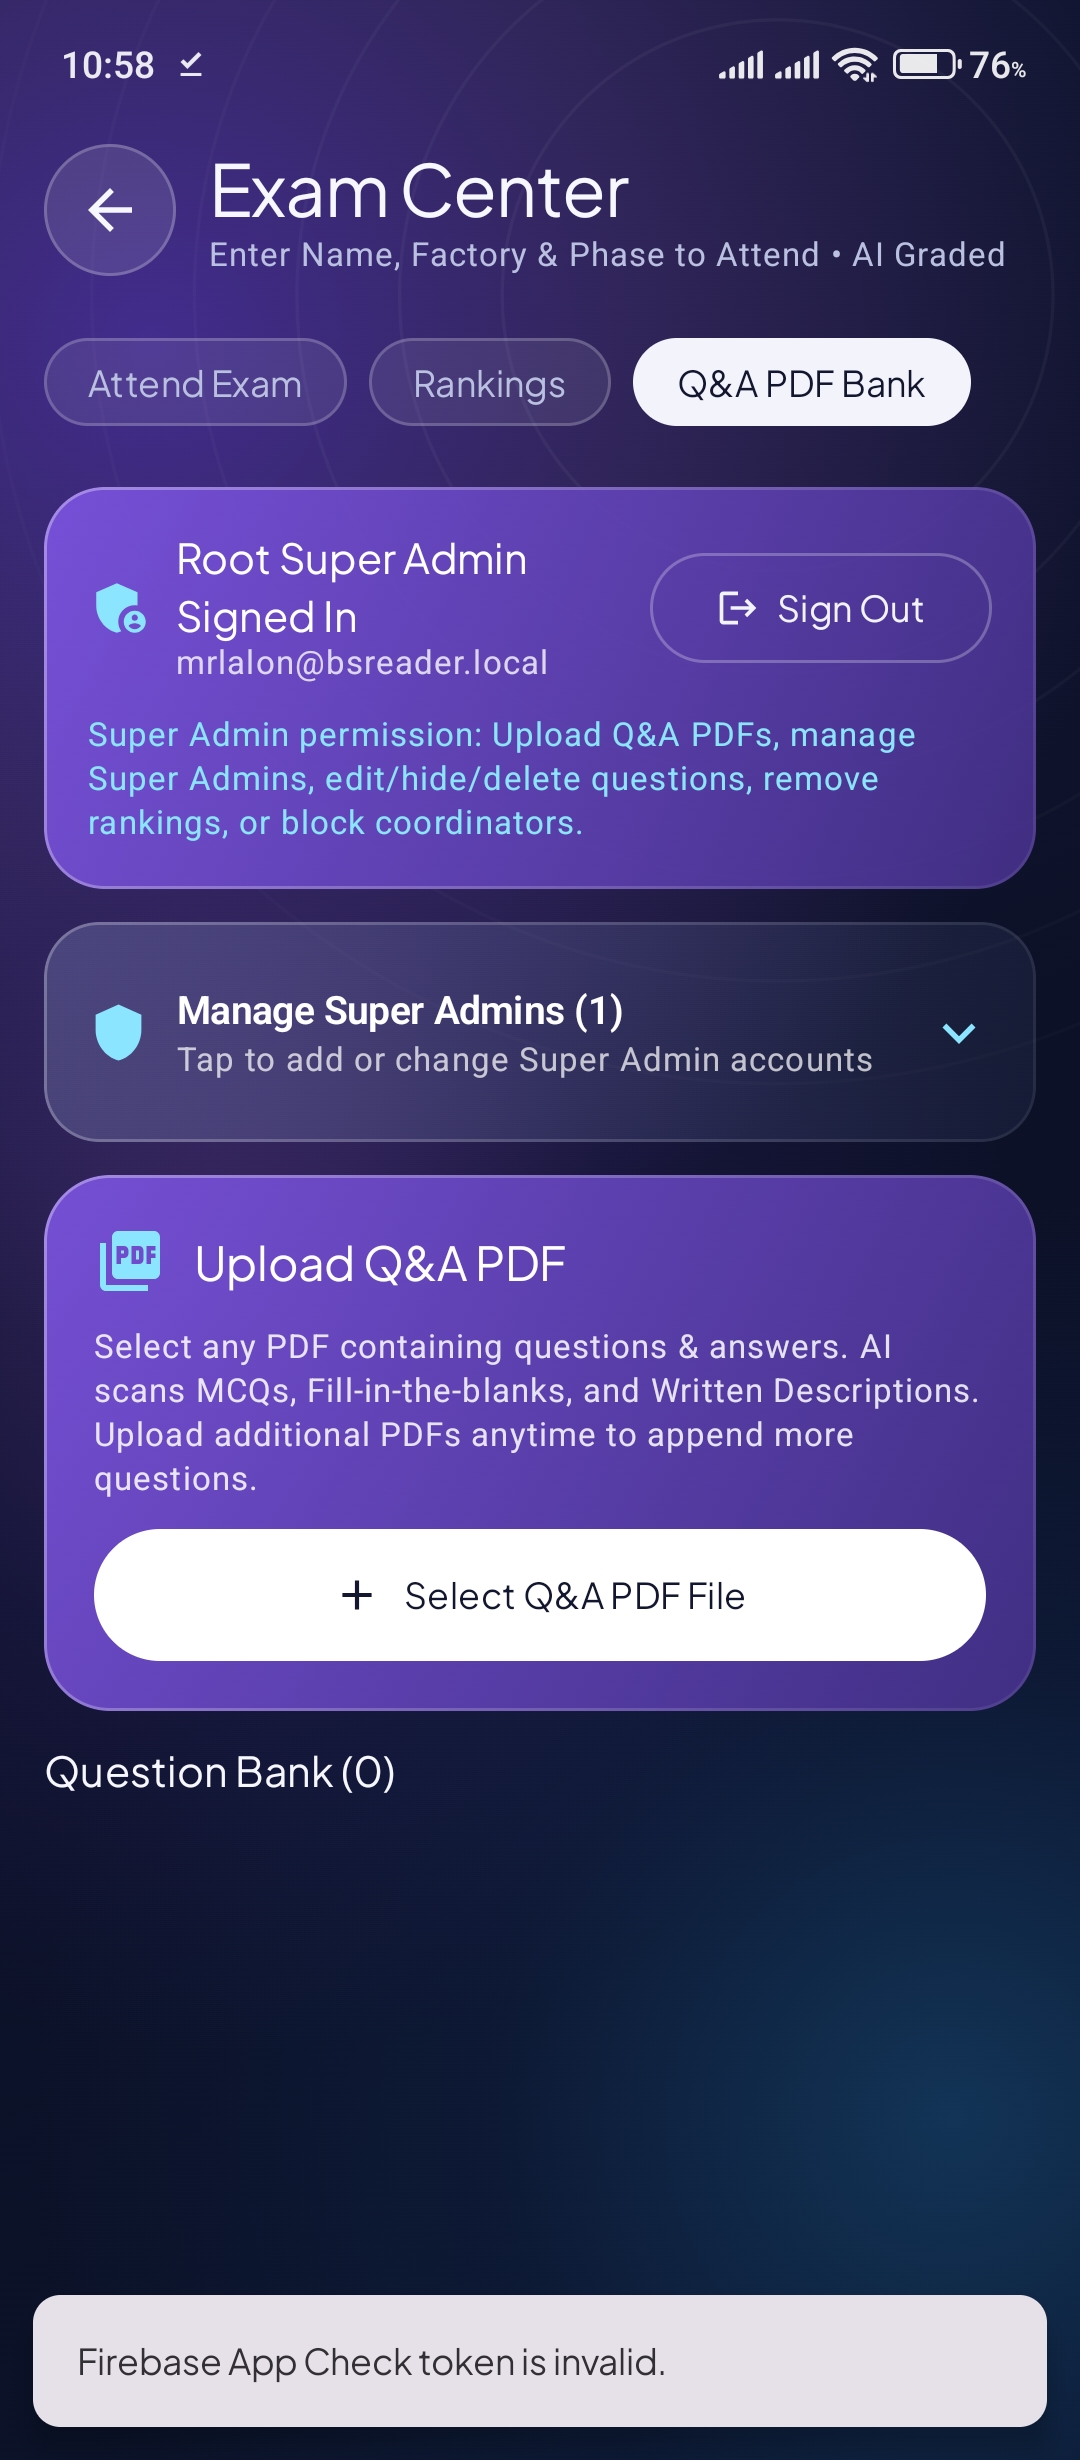 10:58
76%
Exam Center
Enter Name, Factory & Phase to Attend • AI Graded
Attend Exam
Rankings
Q&A PDF Bank
Root Super Admin
Signed In
mrlalon@bsreader.local
Sign Out
Super Admin permission: Upload Q&A PDFs, manage
Super Admins, edit/hide/delete questions, remove
rankings, or block coordinators.
Manage Super Admins (1)
Tap to add or change Super Admin accounts
PDF
Upload Q&A PDF
Select any PDF containing questions & answers. AI
scans MCQs, Fill-in-the-blanks, and Written Descriptions.
Upload additional PDFs anytime to append more
questions.
+ Select Q&A PDF File
Question Bank (0)
Firebase App Check token is invalid.